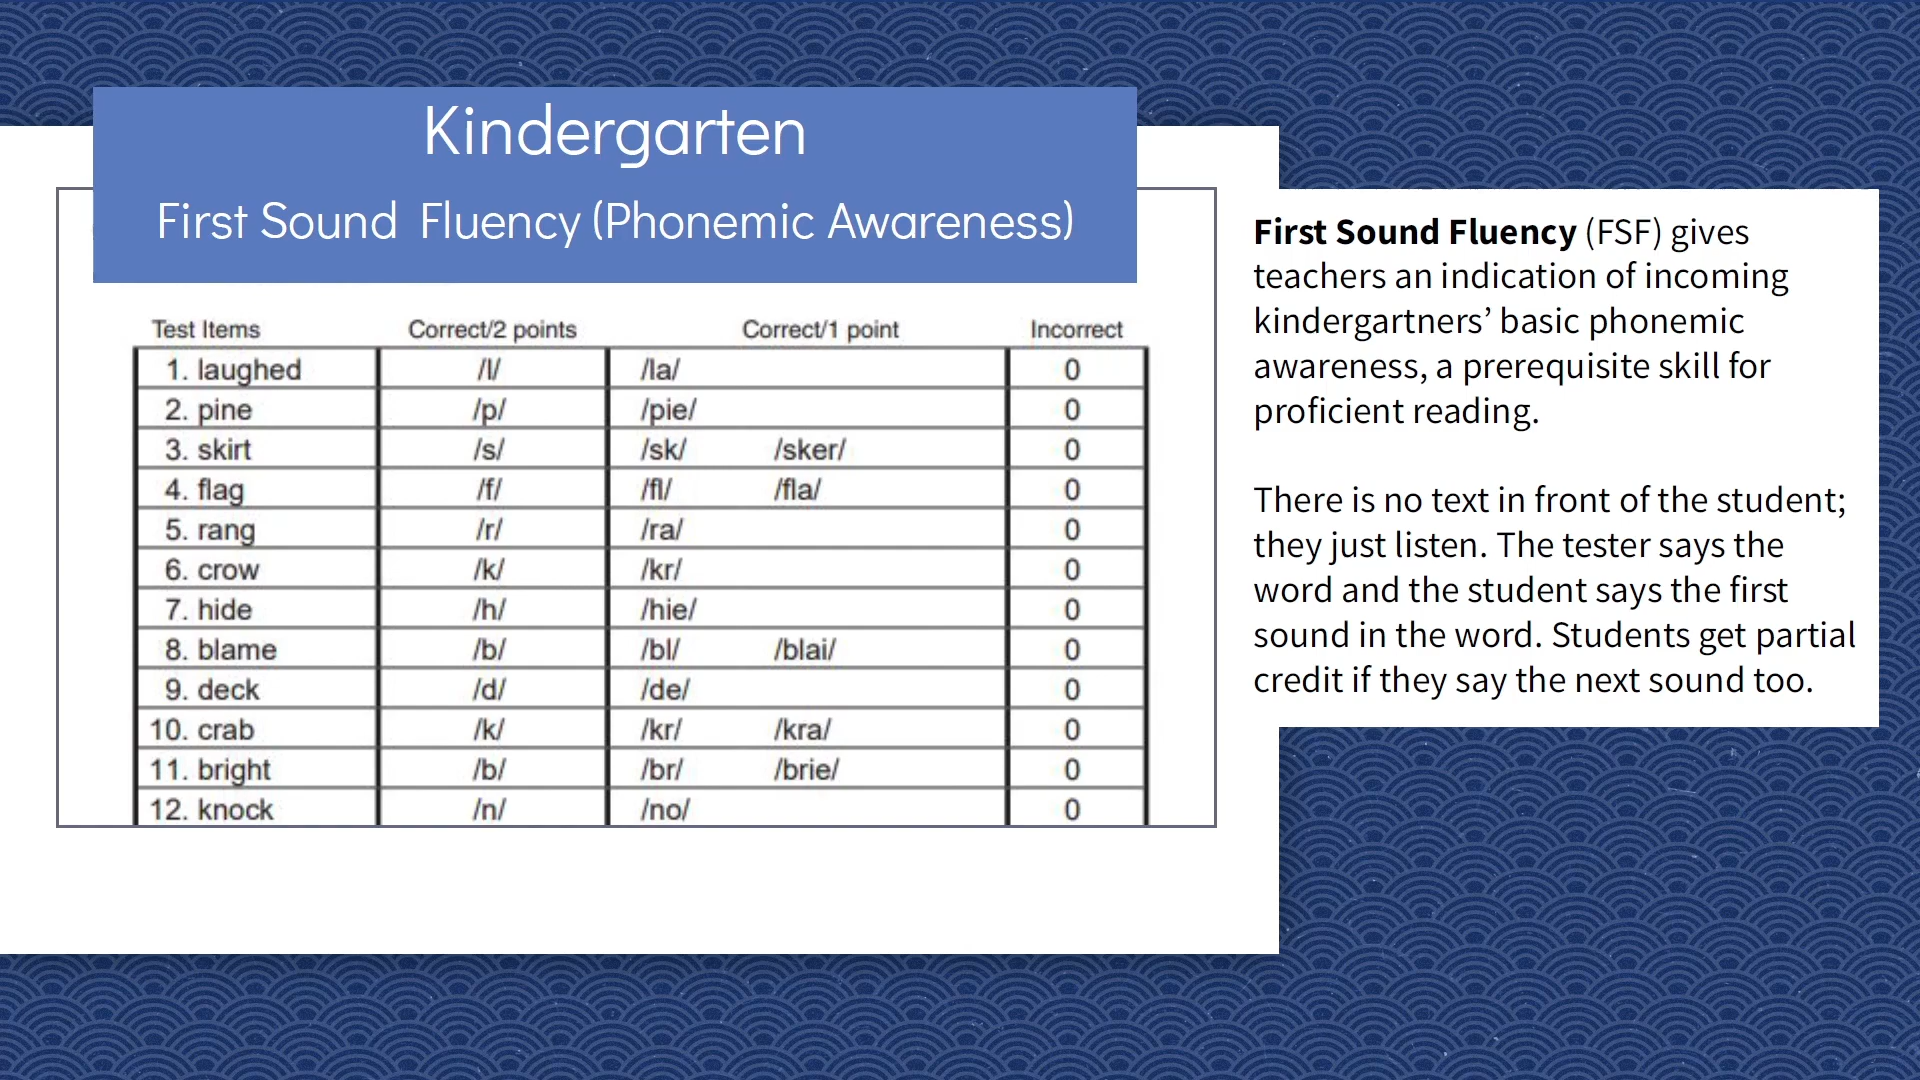 Kindergarten
First Sound Fluency (Phonemic Awareness)
Test Items Correct/2 points Correct/1 point Incorrect
1. laughed /l/ /la/ 0
2. pine /p/ /pie/ 0
3. skirt /s/ /sk/ /sker/ 0
4. flag /f/ /fl/ /fla/ 0
5. rang /r/ /ra/ 0
6. crow /k/ /kr/ 0
7. hide /h/ /hie/ 0
8. blame /b/ /bl/ /blai/ 0
9. deck /d/ /de/ 0
10. crab /k/ /kr/ /kra/ 0
11. bright /b/ /br/ /brie/ 0
12. knock /n/ /no/ 0
First Sound Fluency (FSF) gives
teachers an indication of incoming
kindergartners’ basic phonemic
awareness, a prerequisite skill for
proficient reading.
There is no text in front of the student;
they just listen. The tester says the
word and the student says the first
sound in the word. Students get partial
credit if they say the next sound too.